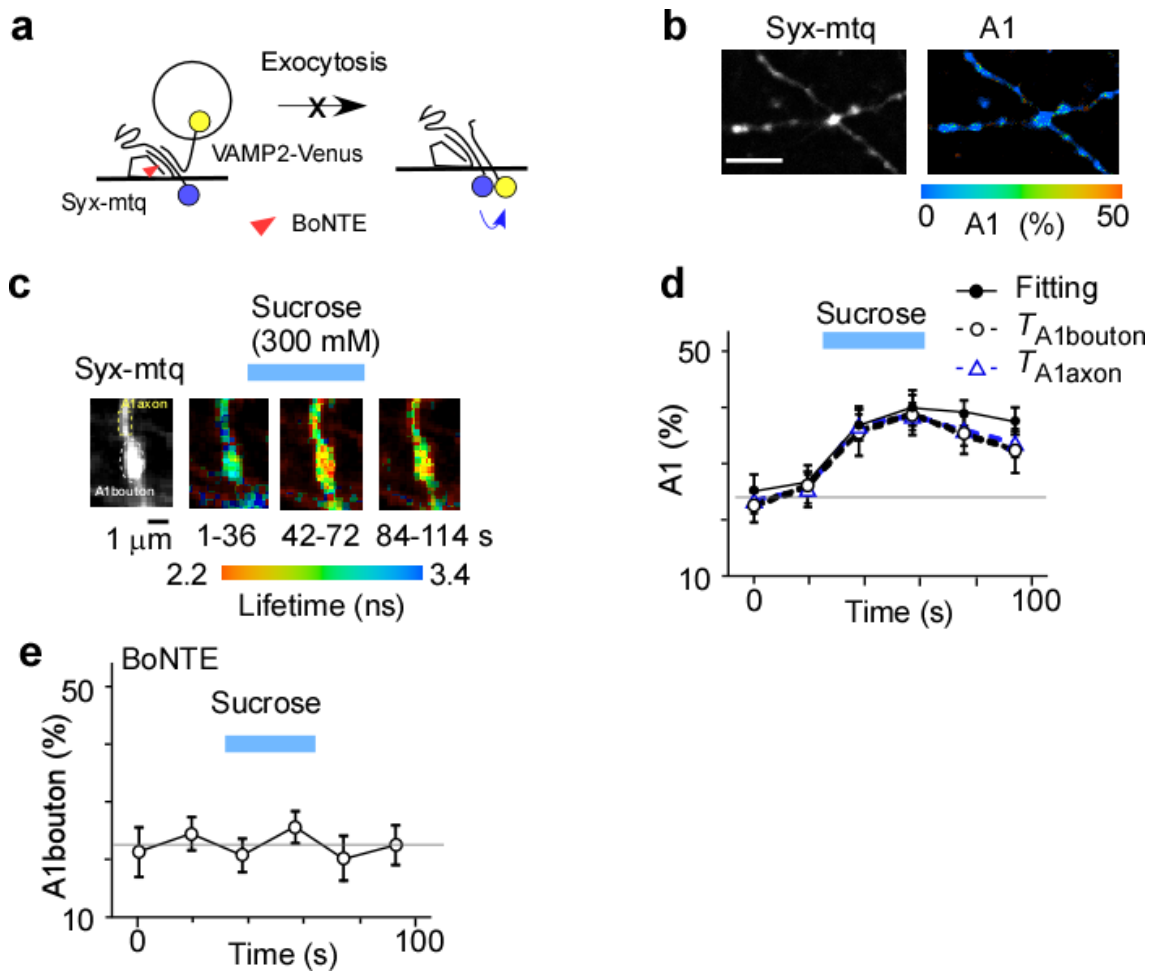 a
Exocytosis
X
VAMP2-Venus
Syx-mtq
BoNTE
b
Syx-mtq
A1
0
50
A1 (%)
c
Sucrose
(300 mM)
Syx-mtq
A1axon
A1bouton
1 μm
1-36
42-72
84-114 s
2.2
3.4
Lifetime (ns)
d
Fitting
TA1bouton
TA1axon
Sucrose
50
A1 (%)
10
0
100
Time (s)
e
BoNTE
50
Sucrose
A1bouton (%)
10
0
100
Time (s)